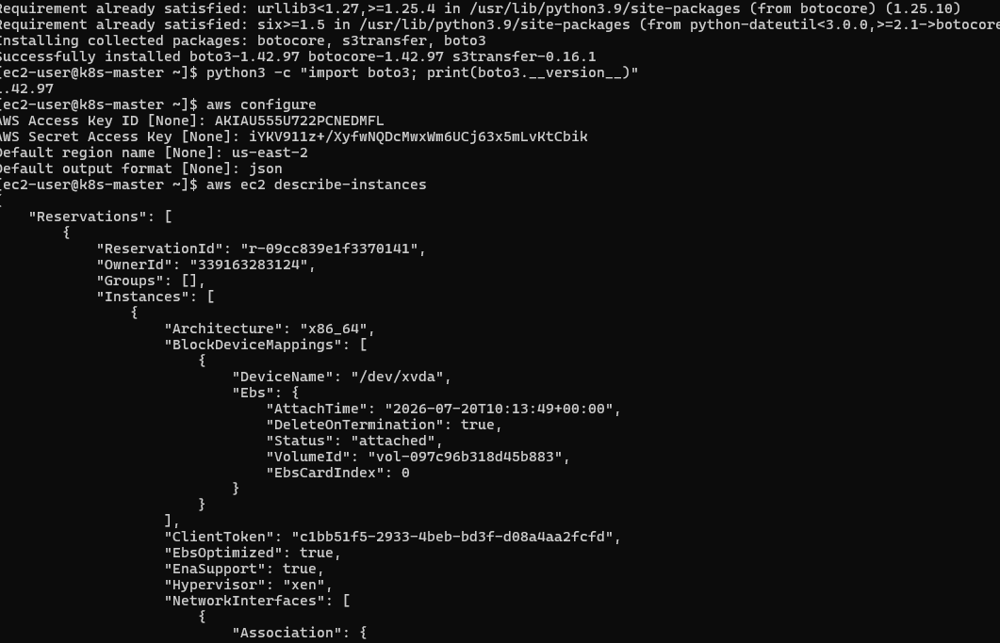 Requirement already satisfied: urllib3<1.27,>=1.25.4 in /usr/lib/python3.9/site-packages (from botocore) (1.25.10)
Requirement already satisfied: six>=1.5 in /usr/lib/python3.9/site-packages (from python-dateutil<3.0.0,>=2.1->botocore
Installing collected packages: botocore, s3transfer, boto3
Successfully installed boto3-1.42.97 botocore-1.42.97 s3transfer-0.16.1
[ec2-user@k8s-master ~]$ python3 -c "import boto3; print(boto3.__version__)"
1.42.97
[ec2-user@k8s-master ~]$ aws configure
AWS Access Key ID [None]: AKIAU555U722PCNEDMFL
AWS Secret Access Key [None]: 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
Default region name [None]: us-east-2
Default output format [None]: json
[ec2-user@k8s-master ~]$ aws ec2 describe-instances
{
"Reservations": [
{
"ReservationId": "r-09cc839e1f3370141",
"OwnerId": "339163283124",
"Groups": [],
"Instances": [
{
"Architecture": "x86_64",
"BlockDeviceMappings": [
{
"DeviceName": "/dev/xvda",
"Ebs": {
"AttachTime": "2026-07-20T10:13:49+00:00",
"DeleteOnTermination": true,
"Status": "attached",
"VolumeId": "vol-097c96b318d45b883",
"EbsCardIndex": 0
}
}
],
"ClientToken": "c1bb51f5-2933-4beb-bd3f-d08a4aa2fcfd",
"EbsOptimized": true,
"EnaSupport": true,
"Hypervisor": "xen",
"NetworkInterfaces": [
{
"Association": {